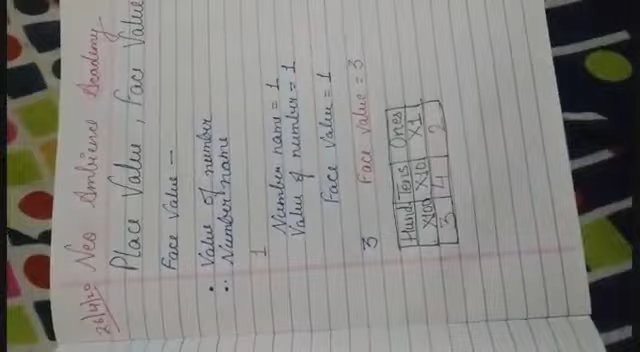 26/4/20 Neo Ambience Academy
Place Value, Face Value
Face Value —
• Value of number
•• Number name
1
Number name = 1
Value of number = 1
Face Value = 1
3 Face Value = 3
Hund Tens Ones
X100 X10 X1
3 4 2